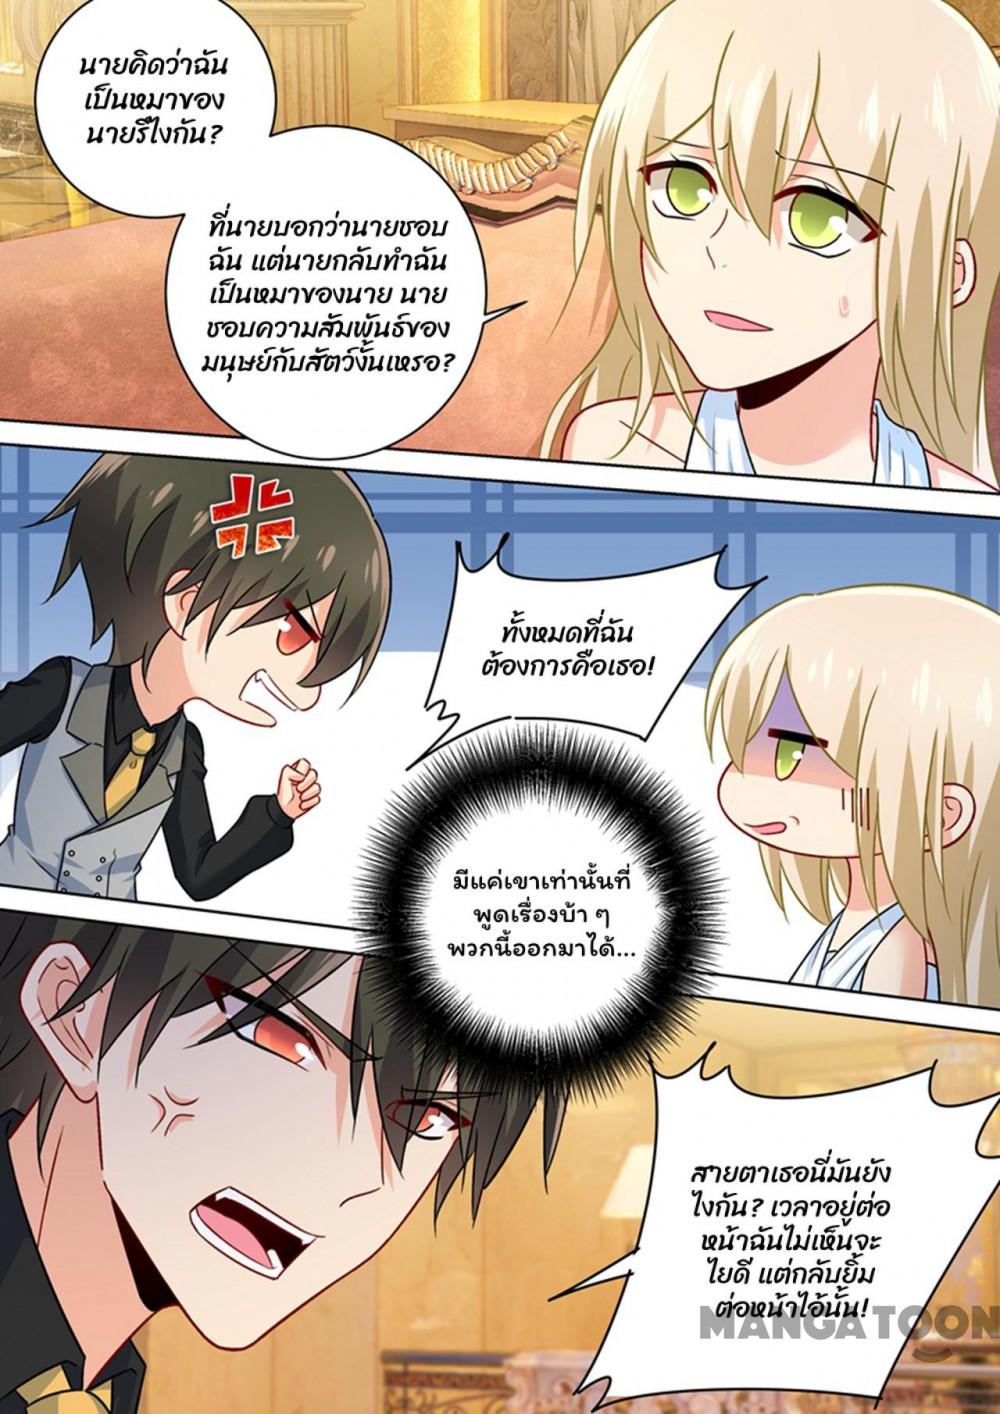 นายคิดว่าฉัน
เป็นหมาของ
นายรึไงกัน?
ที่นายบอกว่านายชอบ
ฉัน แต่นายกลับทำฉัน
เป็นหมาของนาย นาย
ชอบความสัมพันธ์ของ
มนุษย์กับสัตว์งั้นเหรอ?
ทั้งหมดที่ฉัน
ต้องการคือเธอ!
มีแค่เขาเท่านั้นที่
พูดเรื่องบ้า ๆ
พวกนี้ออกมาได้...
สายตาเธอนี่มันยัง
ไงกัน? เวลาอยู่ต่อ
หน้าฉันไม่เห็นจะ
ไยดี แต่กลับยิ้ม
ต่อหน้าไอ้นั้น!
MANGATOON